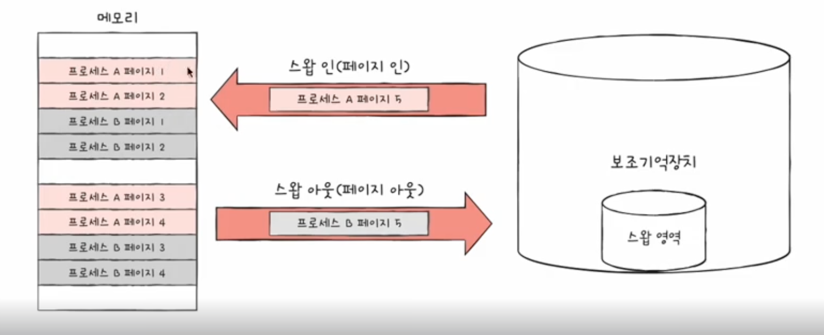 메모리
프로세스 A 페이지 1
프로세스 A 페이지 2
프로세스 B 페이지 1
프로세스 B 페이지 2
프로세스 A 페이지 3
프로세스 A 페이지 4
프로세스 B 페이지 3
프로세스 B 페이지 4
스왑 인(페이지 인)
프로세스 A 페이지 5
스왑 아웃(페이지 아웃)
프로세스 B 페이지 5
보조기억장치
스왑 영역